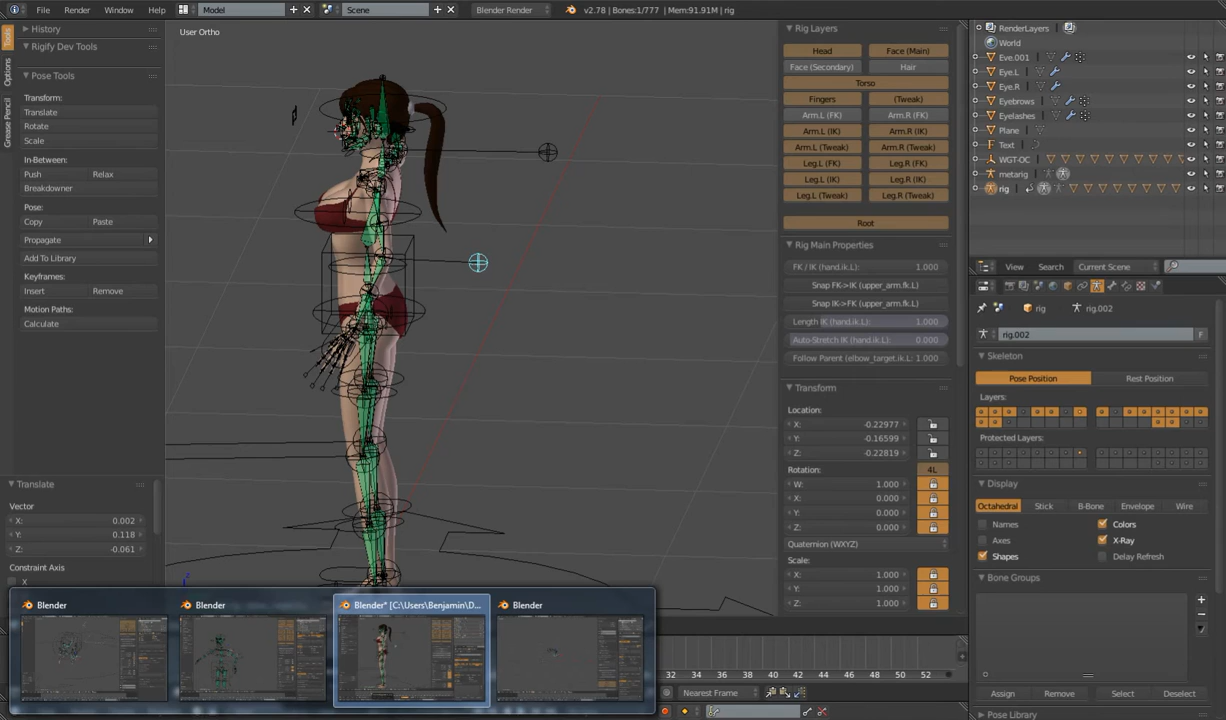 File Render Window Help Model Scene Blender Render v2.78 | Bones:1/777 | Mem:91.91M | rig
Tools
Options
Grease Pencil
History
Rigify Dev Tools
Pose Tools
Transform:
Translate
Rotate
Scale
In-Between:
Push Relax
Breakdowner
Pose:
Copy Paste
Propagate
Add To Library
Keyframes:
Insert Remove
Motion Paths:
Calculate
Translate
Vector
X: 0.002
Y: 0.118
Z: -0.061
Constraint Axis
X
User Ortho
Rig Layers
Head Face (Main)
Face (Secondary) Hair
Torso
Fingers (Tweak)
Arm.L (FK) Arm.R (FK)
Arm.L (IK) Arm.R (IK)
Arm.L (Tweak) Arm.R (Tweak)
Leg.L (FK) Leg.R (FK)
Leg.L (IK) Leg.R (IK)
Leg.L (Tweak) Leg.R (Tweak)
Root
Rig Main Properties
FK / IK (hand.ik.L) 1.000
Snap FK->IK (upper_arm.fk.L)
Snap IK->FK (upper_arm.fk.L)
Length IK (hand.ik.L): 1.000
Auto-Stretch IK (hand.ik.L): 0.000
Follow Parent (elbow_target.ik.L: 1.000
Transform
Location:
X: -0.22977
Y: -0.16599
Z: -0.22819
Rotation: 4L
W: 1.000
X: 0.000
Y: 0.000
Z: 0.000
Quaternion (WXYZ)
Scale:
X: 1.000
Y: 1.000
Z: 1.000
RenderLayers
World
Eye.L
Eye.R
Eyebrows
Eyelashes
Plane
Text
WGT-OC
metarig
rig
View Search Current Scene
rig rig.002
rig.002 F
Skeleton
Pose Position Rest Position
Layers:
Protected Layers:
Display
Octahedral Stick B-Bone Envelope Wire
Names Colors
Axes X-Ray
Shapes Delay Refresh
Bone Groups
Assign Remove Select Deselect
Pose Library
Blender Blender Blender* [C:\Users\Benjamin\D... Blender
32 34 36 38 40 42 44 46 48 50 52
Nearest Frame